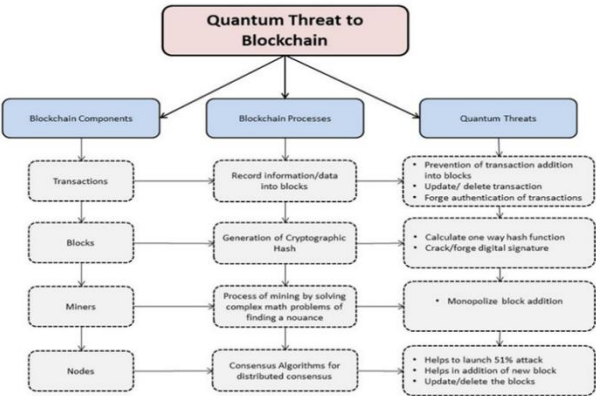 Quantum Threat to
Blockchain
Blockchain Components
Blockchain Processes
Quantum Threats
Transactions
Record information/data
into blocks
• Prevention of transaction addition
into blocks
• Update/ delete transaction
• Forge authentication of transactions
Blocks
Generation of Cryptographic
Hash
• Calculate one way hash function
• Crack/forge digital signature
Miners
Process of mining by solving
complex math problems of
finding a nouance
• Monopolize block addition
Nodes
Consensus Algorithms for
distributed consensus
• Helps to launch 51% attack
• Helps in addition of new block
• Update/delete the blocks